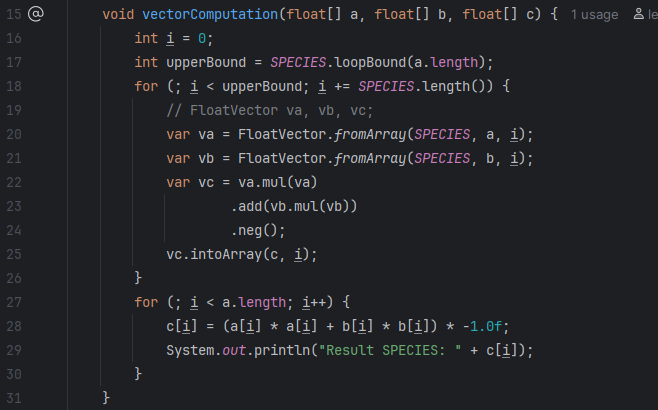 15 @ void vectorComputation(float[] a, float[] b, float[] c) { 1 usage le
16 int i = 0;
17 int upperBound = SPECIES.loopBound(a.length);
18 for (; i < upperBound; i += SPECIES.length()) {
19 // FloatVector va, vb, vc;
20 var va = FloatVector.fromArray(SPECIES, a, i);
21 var vb = FloatVector.fromArray(SPECIES, b, i);
22 var vc = va.mul(va)
23 .add(vb.mul(vb))
24 .neg();
25 vc.intoArray(c, i);
26 }
27 for (; i < a.length; i++) {
28 c[i] = (a[i] * a[i] + b[i] * b[i]) * -1.0f;
29 System.out.println("Result SPECIES: " + c[i]);
30 }
31 }